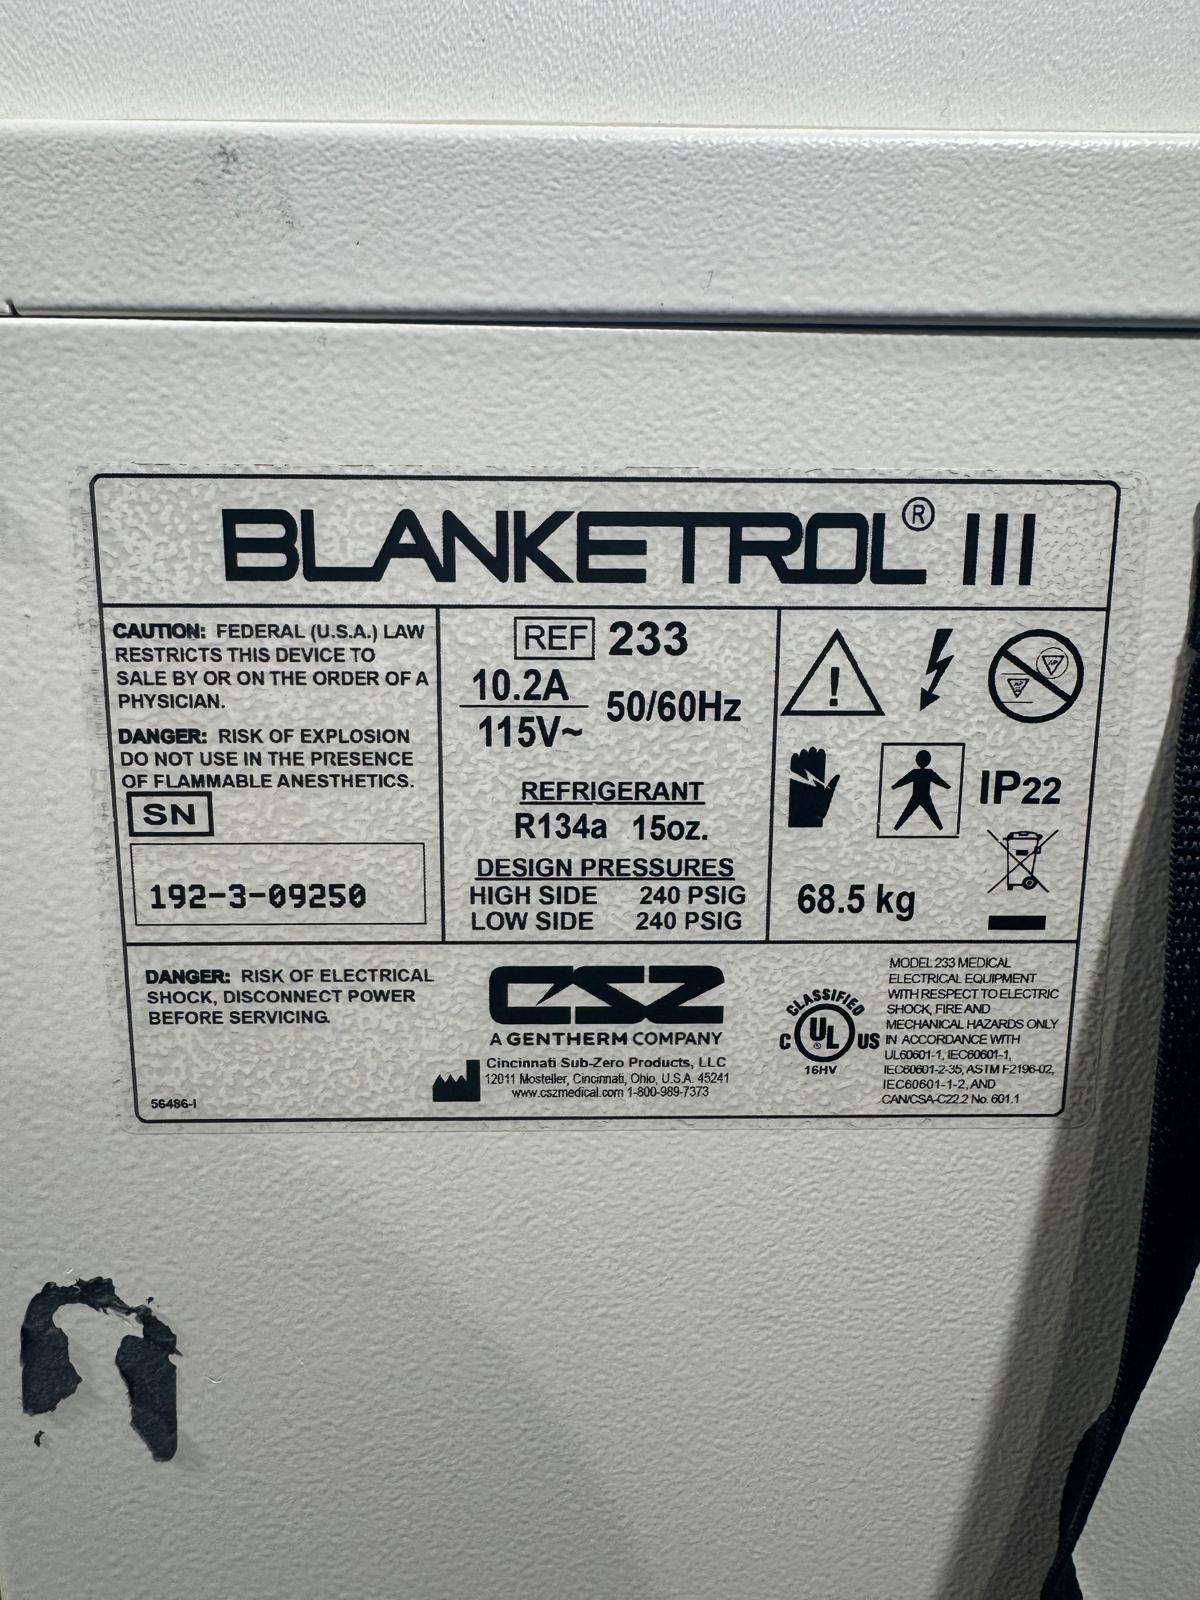 BLANKETROL® III
CAUTION: FEDERAL (U.S.A.) LAW
RESTRICTS THIS DEVICE TO
SALE BY OR ON THE ORDER OF A
PHYSICIAN.
DANGER: RISK OF EXPLOSION
DO NOT USE IN THE PRESENCE
OF FLAMMABLE ANESTHETICS.
SN
192-3-09250
REF 233
10.2A
115V~
50/60Hz
REFRIGERANT
R134a 15oz.
DESIGN PRESSURES
HIGH SIDE 240 PSIG
LOW SIDE 240 PSIG
!
IP22
68.5 kg
DANGER: RISK OF ELECTRICAL
SHOCK, DISCONNECT POWER
BEFORE SERVICING.
56486-I
CSZ
A GENTHERM COMPANY
Cincinnati Sub-Zero Products, LLC
12011 Mosteller, Cincinnati, Ohio, U.S.A. 45241
www.cszmedical.com 1-800-989-7373
CLASSIFIED
C UL® US
16HV
MODEL 233 MEDICAL
ELECTRICAL EQUIPMENT
WITH RESPECT TO ELECTRIC
SHOCK, FIRE AND
MECHANICAL HAZARDS ONLY
IN ACCORDANCE WITH
UL60601-1, IEC60601-1,
IEC60601-2-35, ASTM F2196-02,
IEC60601-1-2, AND
CAN/CSA-C22.2 No. 601.1